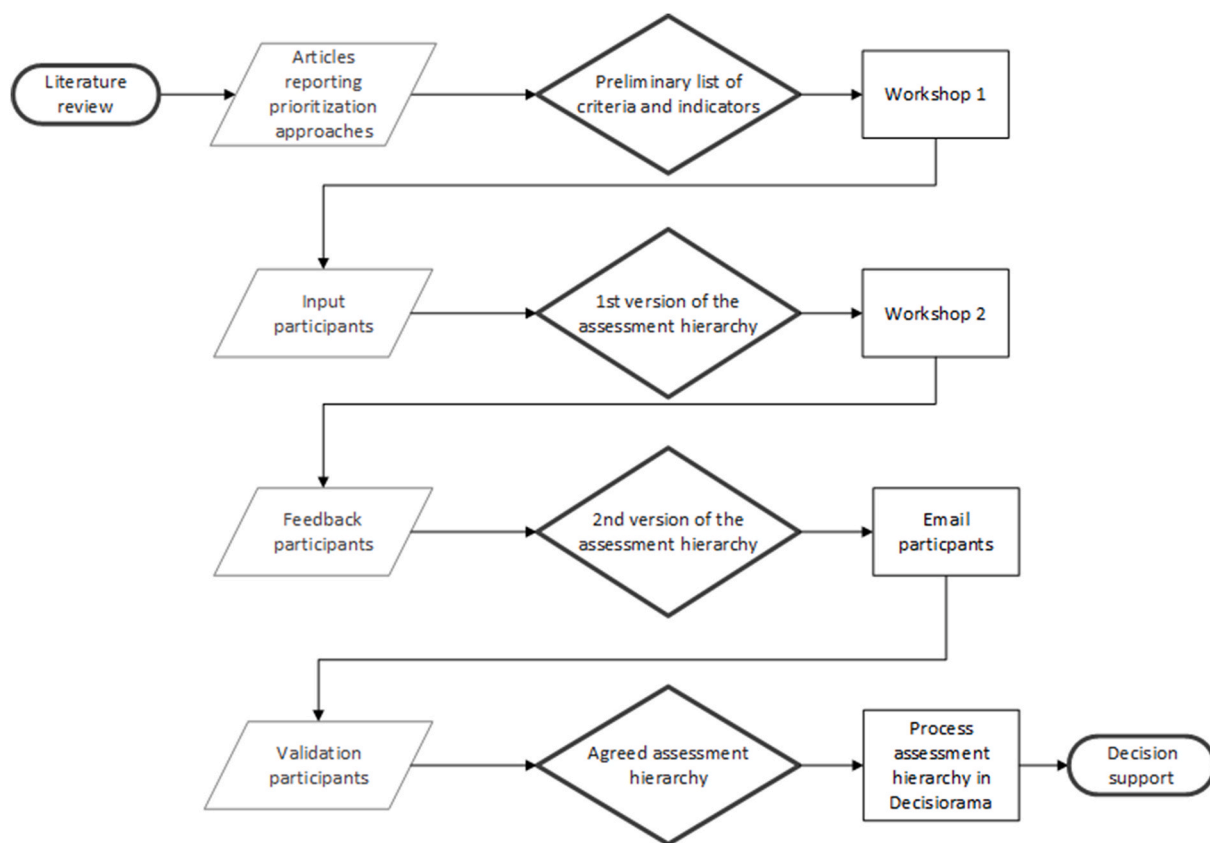 Literature
review
Articles
reporting
prioritization
approaches
Preliminary list of
criteria and indicators
Workshop 1
Input
participants
1st version of the
assessment hierarchy
Workshop 2
Feedback
participants
2nd version of the
assessment hierarchy
Email
particpants
Validation
participants
Agreed assessment
hierarchy
Process
assessment
hierarchy in
Decisiorama
Decision
support